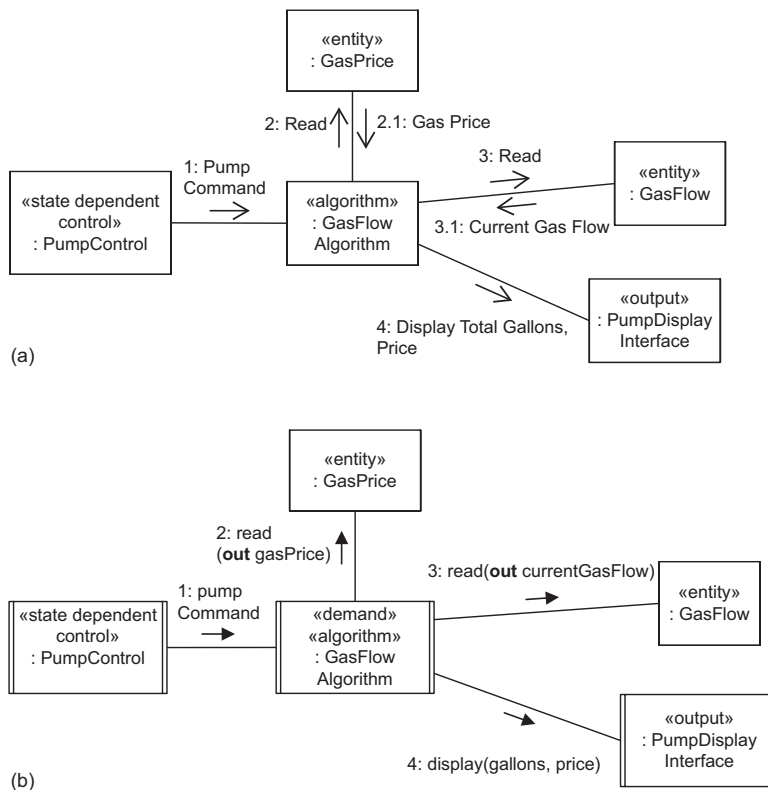 «entity»
: GasPrice
2: Read
2.1: Gas Price
1: Pump
Command
3: Read
«state dependent
control»
: PumpControl
«algorithm»
: GasFlow
Algorithm
«entity»
: GasFlow
3.1: Current Gas Flow
4: Display Total Gallons,
Price
«output»
: PumpDisplay
Interface
(a)
«entity»
: GasPrice
2: read
(out gasPrice)
1: pump
Command
3: read(out currentGasFlow)
«state dependent
control»
: PumpControl
«demand»
«algorithm»
: GasFlow
Algorithm
«entity»
: GasFlow
4: display(gallons, price)
«output»
: PumpDisplay
Interface
(b)